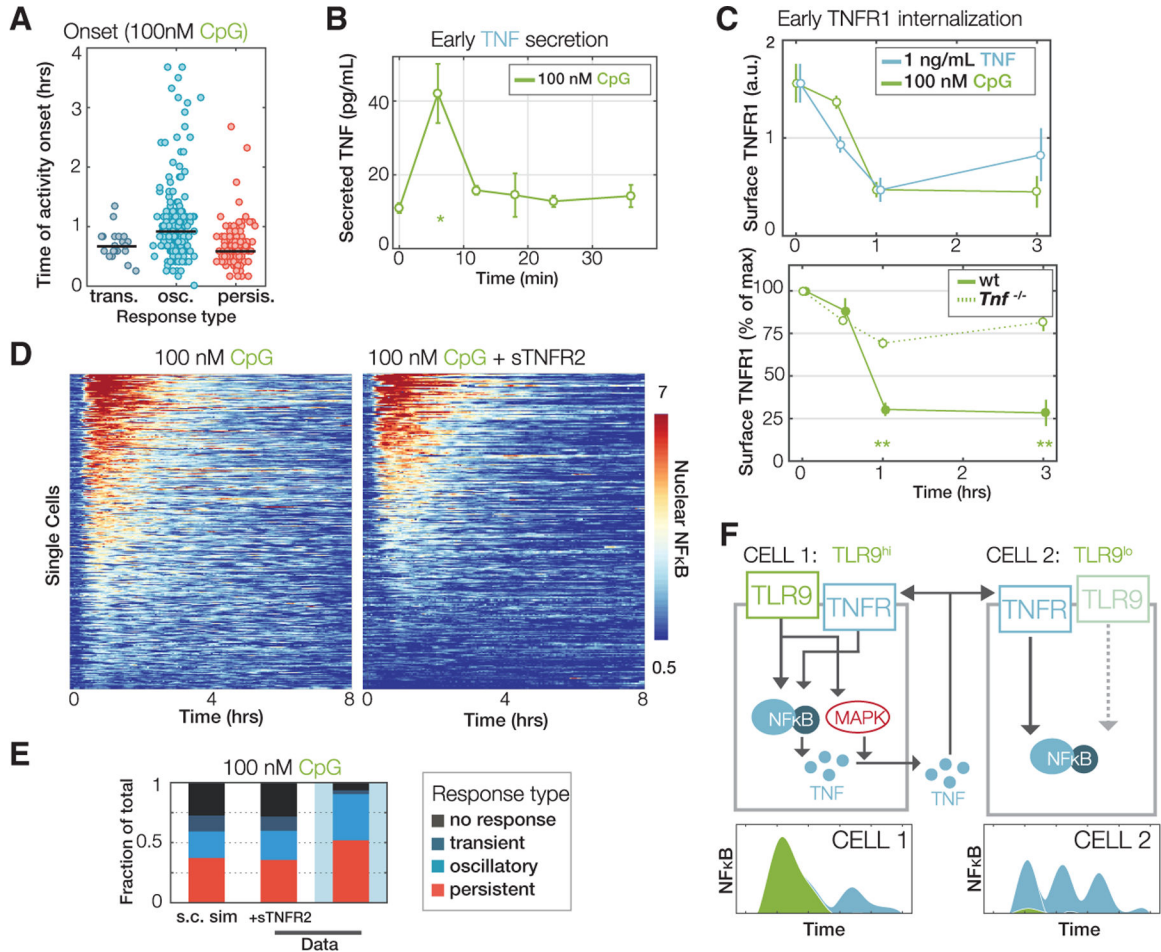 A
Onset (100nM CpG)
Time of activity onset (hrs)
4
3
2
1
0
trans. osc. persis.
Response type
B
Early TNF secretion
100 nM CpG
Secreted TNF (pg/mL)
40
20
0
*
0 10 20 30
Time (min)
C
Early TNFR1 internalization
1 ng/mL TNF
100 nM CpG
Surface TNFR1 (a.u.)
2
1
0
0 1 2 3
wt
Tnf -/-
Surface TNFR1 (% of max)
100
75
50
25
0
** **
0 1 2 3
Time (hrs)
D
100 nM CpG
100 nM CpG + sTNFR2
Single Cells
0 4 8
Time (hrs)
0 4 8
Time (hrs)
7
Nuclear NFκB
0.5
E
100 nM CpG
Fraction of total
1
0.5
0
s.c. sim +sTNFR2
Data
Response type
no response
transient
oscillatory
persistent
F
CELL 1: TLR9hi
CELL 2: TLR9lo
TLR9
TNFR
TNFR
TLR9
NFκB
MAPK
TNF
TNF
NFκB
CELL 1
NFκB
Time
CELL 2
NFκB
Time